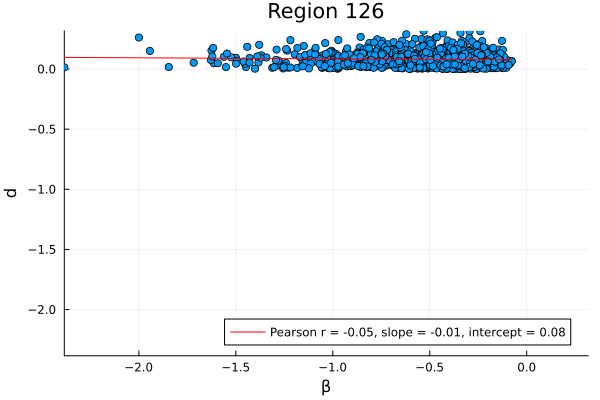 Region 126
d
0.0
−0.5
−1.0
−1.5
−2.0
Pearson r = -0.05, slope = -0.01, intercept = 0.08
−2.0 −1.5 −1.0 −0.5 0.0
β